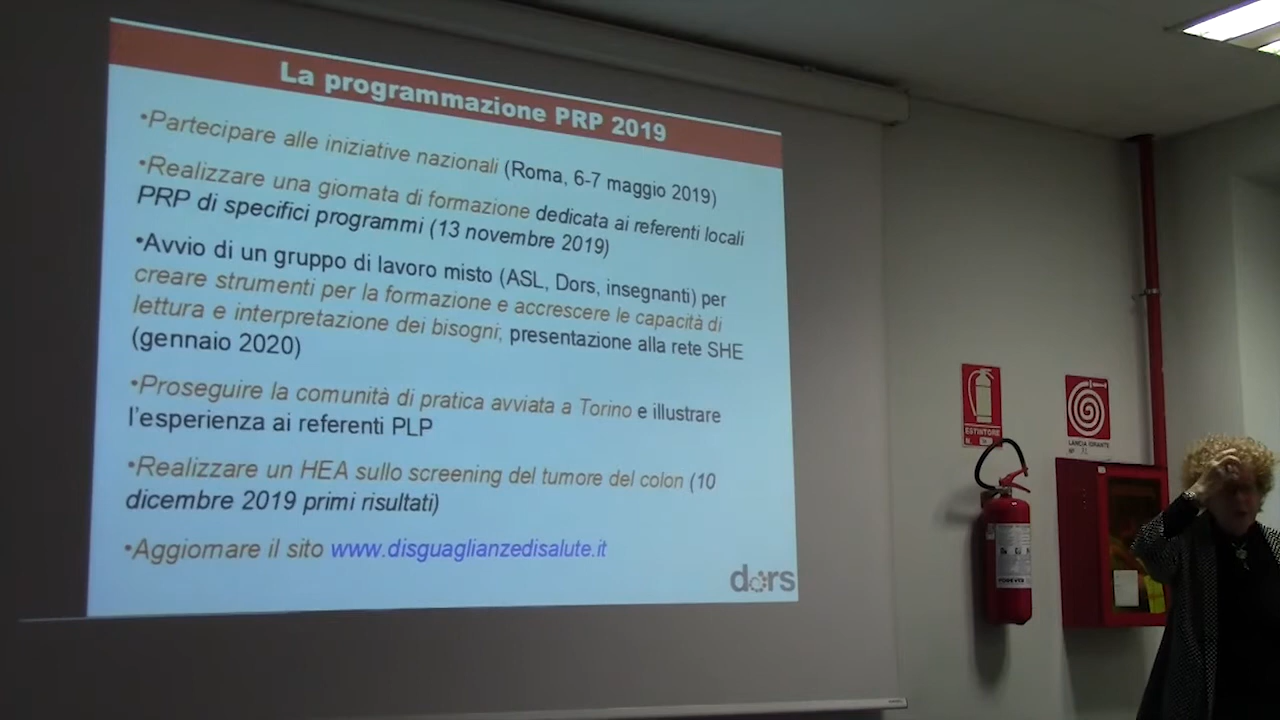 La programmazione PRP 2019
•Partecipare alle iniziative nazionali (Roma, 6-7 maggio 2019)
•Realizzare una giornata di formazione dedicata ai referenti locali
PRP di specifici programmi (13 novembre 2019)
•Avvio di un gruppo di lavoro misto (ASL, Dors, insegnanti) per
creare strumenti per la formazione e accrescere le capacità di
lettura e interpretazione dei bisogni, presentazione alla rete SHE
(gennaio 2020)
•Proseguire la comunità di pratica avviata a Torino e illustrare
l'esperienza ai referenti PLP
•Realizzare un HEA sullo screening del tumore del colon (10
dicembre 2019 primi risultati)
•Aggiornare il sito www.disguaglianzedisalute.it
dors
ESTINTORE
LANCIA IDRANTE